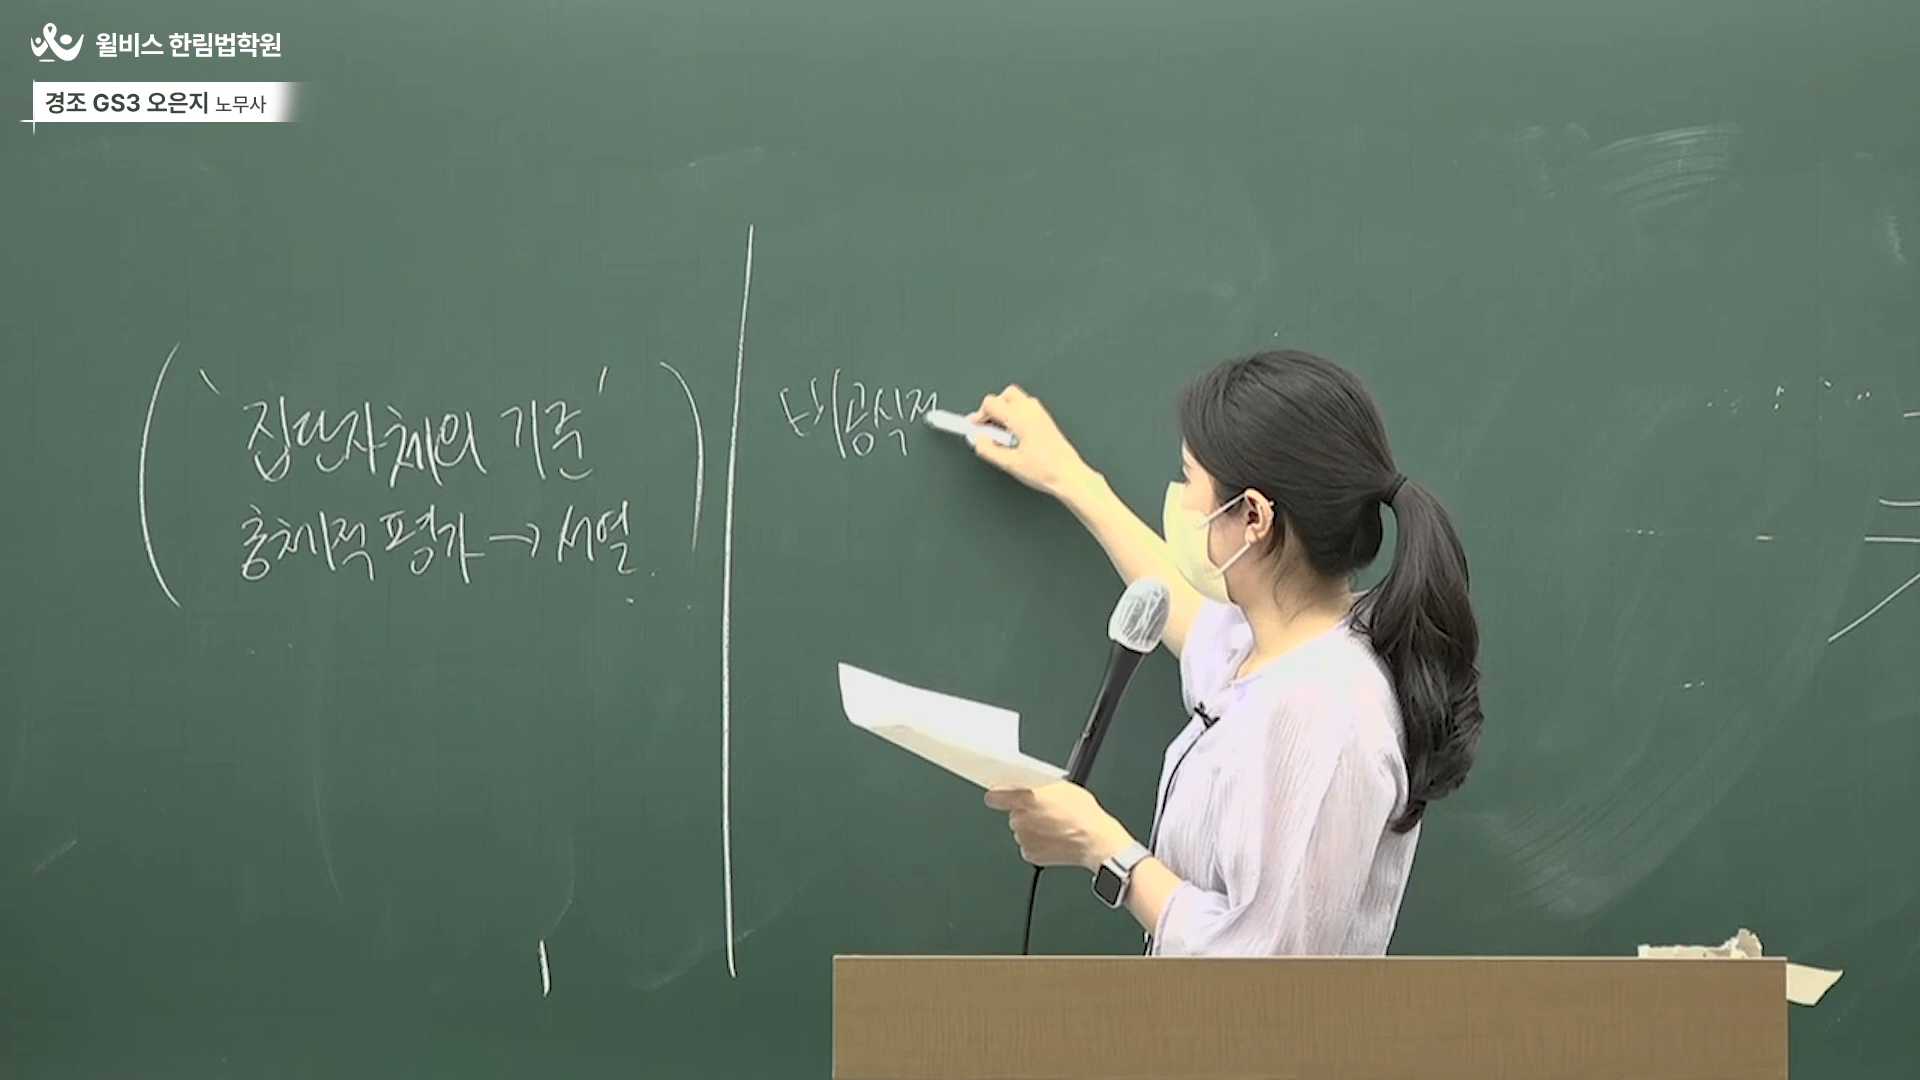 윌비스 한림법학원
경조 GS3 오은지 노무사
( ` 집단자체의 기준 ' )
총체적 평가 → 서열.
비공식적